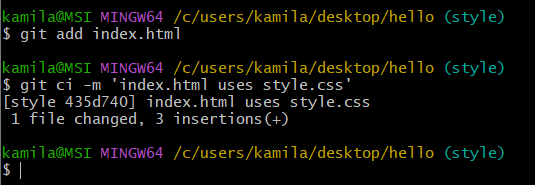 kamila@MSI MINGW64 /c/users/kamila/desktop/hello (style)
$ git add index.html
kamila@MSI MINGW64 /c/users/kamila/desktop/hello (style)
$ git ci -m 'index.html uses style.css'
[style 435d740] index.html uses style.css
 1 file changed, 3 insertions(+)
kamila@MSI MINGW64 /c/users/kamila/desktop/hello (style)
$